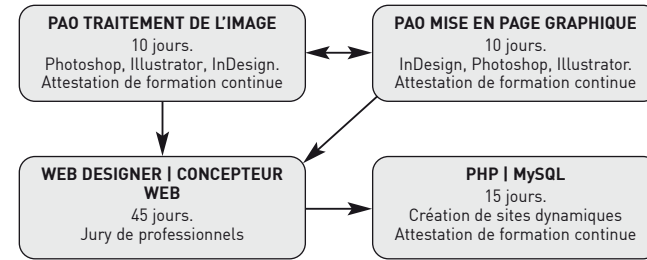 PAO TRAITEMENT DE L'IMAGE
10 jours.
Photoshop, Illustrator, InDesign.
Attestation de formation continue
PAO MISE EN PAGE GRAPHIQUE
10 jours.
InDesign, Photoshop, Illustrator.
Attestation de formation continue
WEB DESIGNER | CONCEPTEUR
WEB
45 jours.
Jury de professionnels
PHP | MySQL
15 jours.
Création de sites dynamiques
Attestation de formation continue